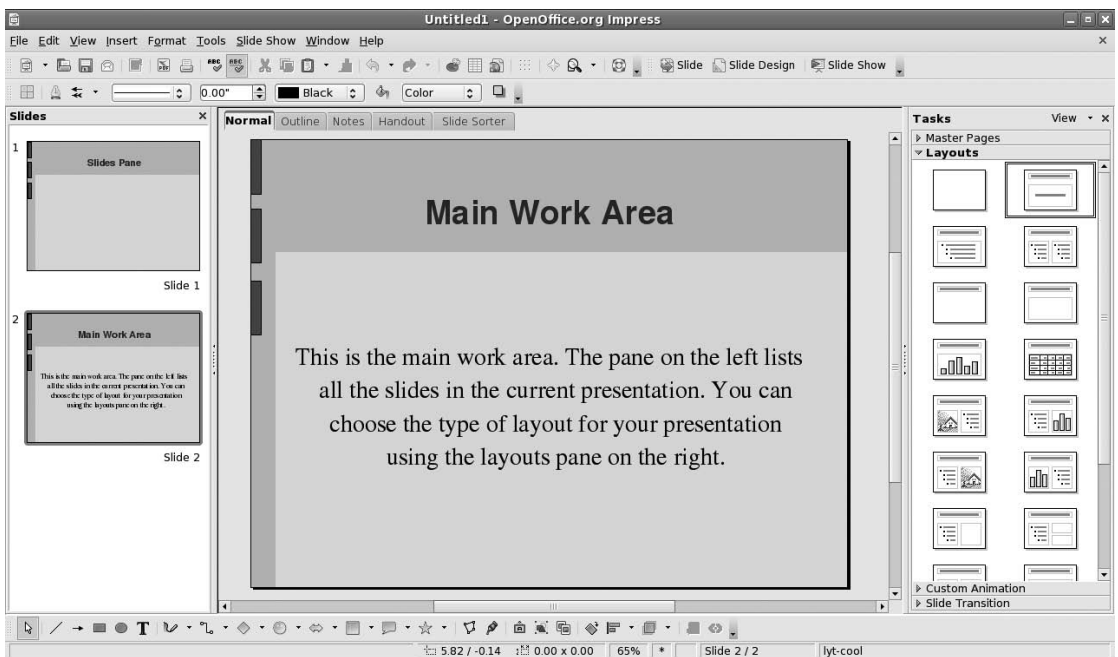 Untitled1 - OpenOffice.org Impress
File Edit View Insert Format Tools Slide Show Window Help
Slide Slide Design Slide Show
0.00" Black Color
Slides
Normal Outline Notes Handout Slide Sorter
Tasks View
Master Pages
Layouts
1
Slides Pane
Slide 1
2
Main Work Area
This is the main work area. The pane on the left lists
all the slides in the current presentation. You can
choose the type of layout for your presentation
using the layouts pane on the right.
Slide 2
Main Work Area
This is the main work area. The pane on the left lists
all the slides in the current presentation. You can
choose the type of layout for your presentation
using the layouts pane on the right.
Custom Animation
Slide Transition
5.82 / -0.14 0.00 x 0.00 65% * Slide 2 / 2 lyt-cool